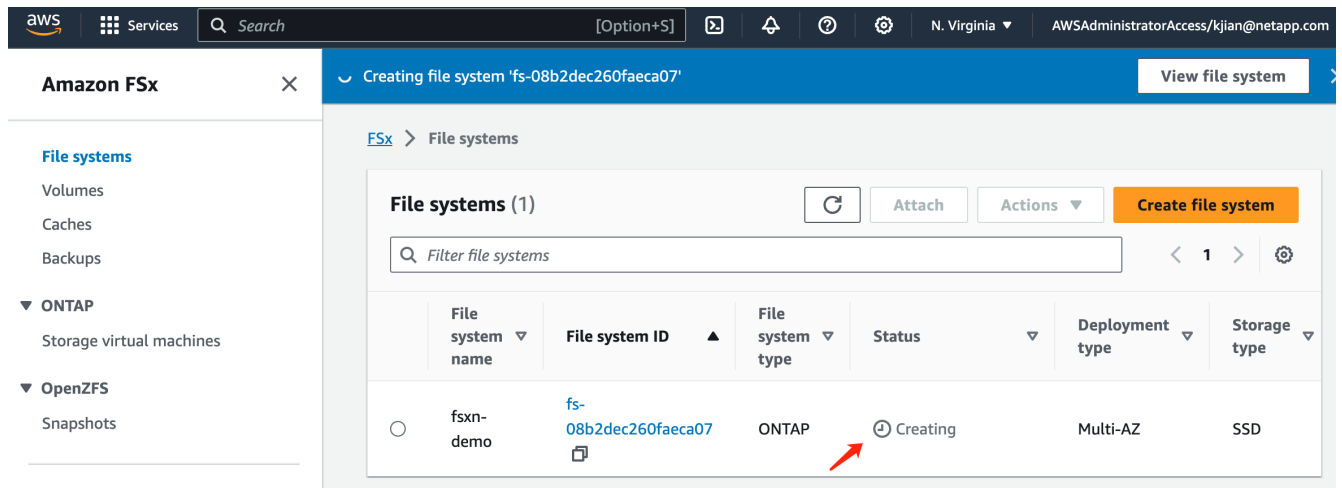 aws
Services
Search
[Option+S]
N. Virginia
AWSAdministratorAccess/kjian@netapp.com
Amazon FSx
Creating file system 'fs-08b2dec260faeca07'
View file system
FSx
File systems
File systems
Volumes
Caches
Backups
ONTAP
Storage virtual machines
OpenZFS
Snapshots
File systems (1)
Attach
Actions
Create file system
Filter file systems
1
File
system
name
File system ID
File
system
type
Status
Deployment
type
Storage
type
fsxn-
demo
fs-
08b2dec260faeca07
ONTAP
Creating
Multi-AZ
SSD